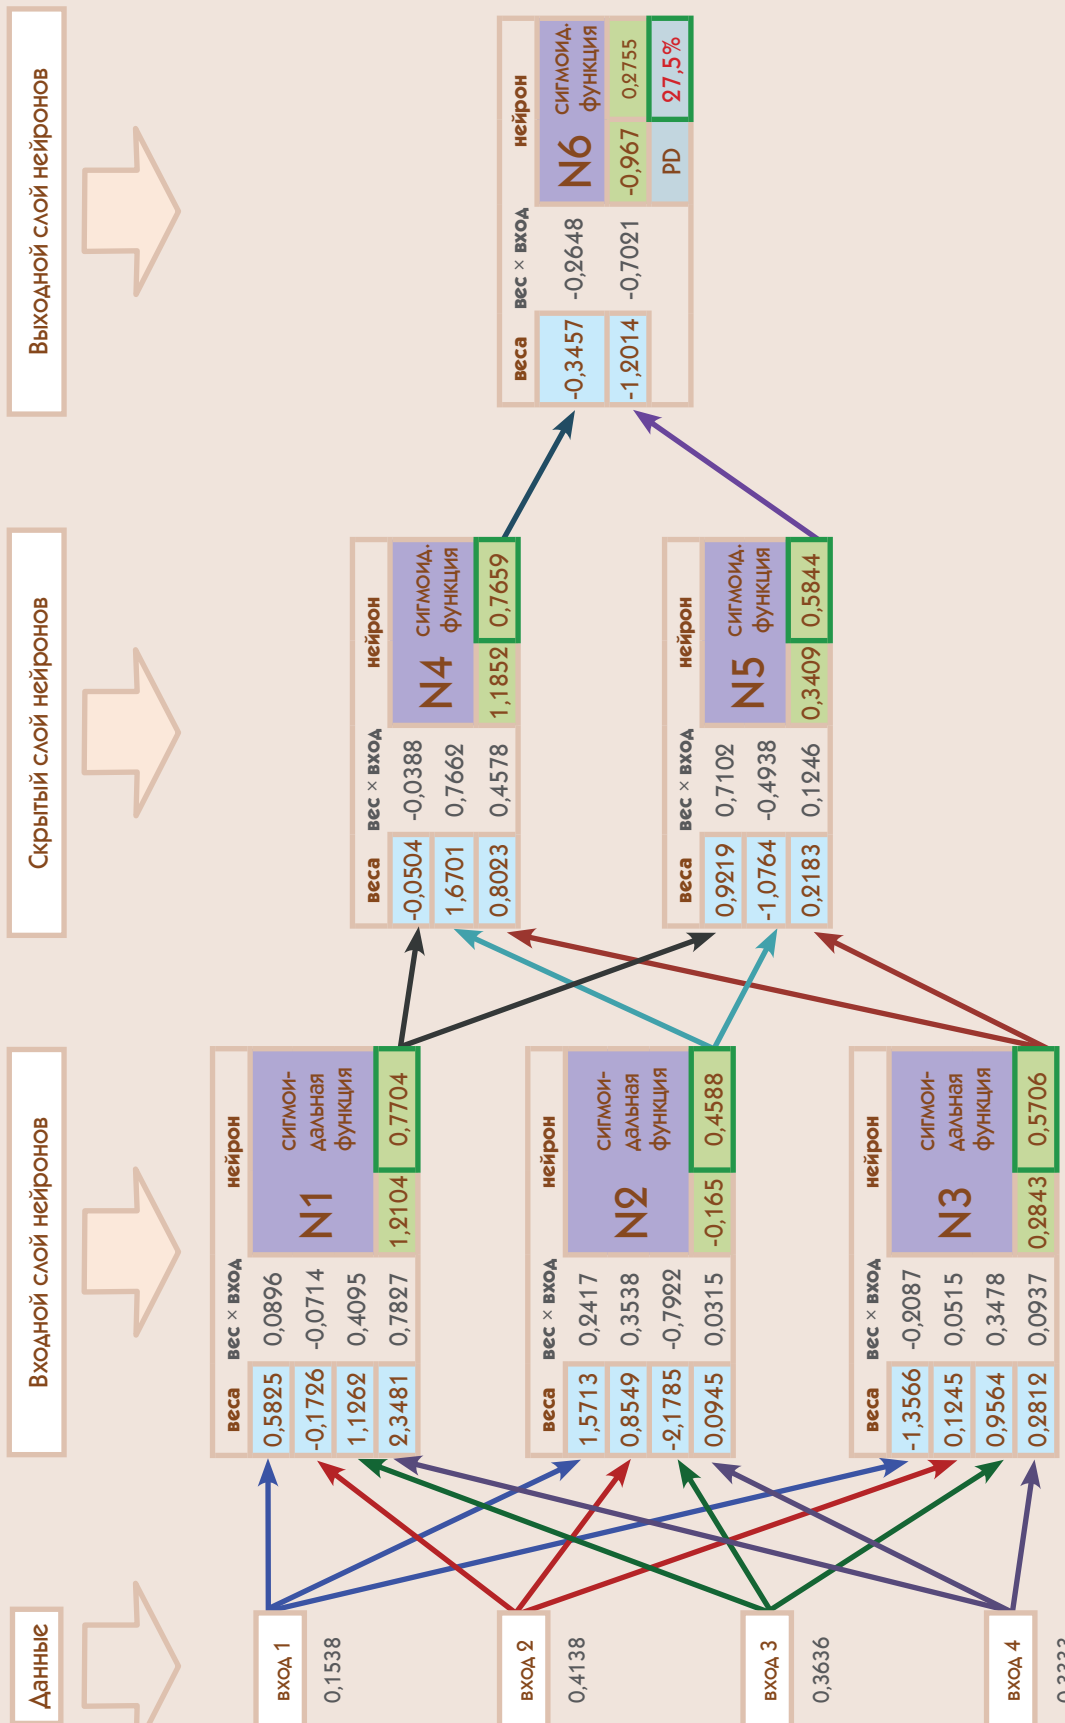 Данные
Входной слой нейронов
Скрытый слой нейронов
Выходной слой нейронов
вход 1
0,1538
вход 2
0,4138
вход 3
0,3636
вход 4
веса вес × вход нейрон
0,5825 0,0896
-0,1726 -0,0714
1,1262 0,4095
2,3481 0,7827
N1
сигмои-
дальная
функция
1,2104 0,7704
веса вес × вход нейрон
1,5713 0,2417
0,8549 0,3538
-2,1785 -0,7922
0,0945 0,0315
N2
сигмои-
дальная
функция
-0,165 0,4588
веса вес × вход нейрон
-1,3566 -0,2087
0,1245 0,0515
0,9564 0,3478
0,2812 0,0937
N3
сигмои-
дальная
функция
0,2843 0,5706
веса вес × вход нейрон
-0,0504 -0,0388
1,6701 0,7662
0,8023 0,4578
N4
сигмоид.
функция
1,1852 0,7659
веса вес × вход нейрон
0,9219 0,7102
-1,0764 -0,4938
0,2183 0,1246
N5
сигмоид.
функция
0,3409 0,5844
веса вес × вход нейрон
-0,3457 -0,2648
-1,2014 -0,7021
N6
сигмоид.
функция
-0,967 0,2755
PD 27,5%